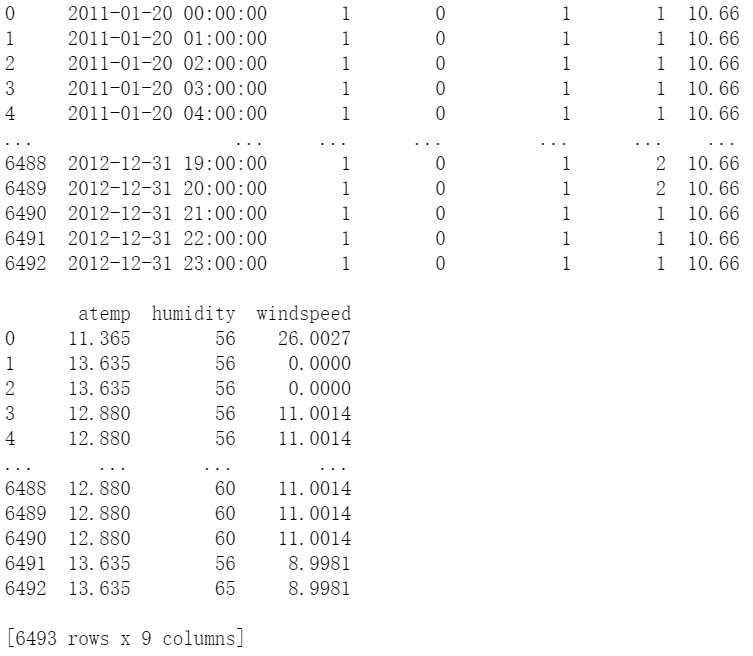 0     2011-01-20 00:00:00       1        0           1        1  10.66
1     2011-01-20 01:00:00       1        0           1        1  10.66
2     2011-01-20 02:00:00       1        0           1        1  10.66
3     2011-01-20 03:00:00       1        0           1        1  10.66
4     2011-01-20 04:00:00       1        0           1        1  10.66
...                   ...     ...      ...         ...      ...    ...
6488  2012-12-31 19:00:00       1        0           1        2  10.66
6489  2012-12-31 20:00:00       1        0           1        2  10.66
6490  2012-12-31 21:00:00       1        0           1        1  10.66
6491  2012-12-31 22:00:00       1        0           1        1  10.66
6492  2012-12-31 23:00:00       1        0           1        1  10.66
       atemp  humidity  windspeed
0     11.365        56    26.0027
1     13.635        56     0.0000
2     13.635        56     0.0000
3     12.880        56    11.0014
4     12.880        56    11.0014
...      ...       ...        ...
6488  12.880        60    11.0014
6489  12.880        60    11.0014
6490  12.880        60    11.0014
6491  13.635        56     8.9981
6492  13.635        65     8.9981
[6493 rows x 9 columns]